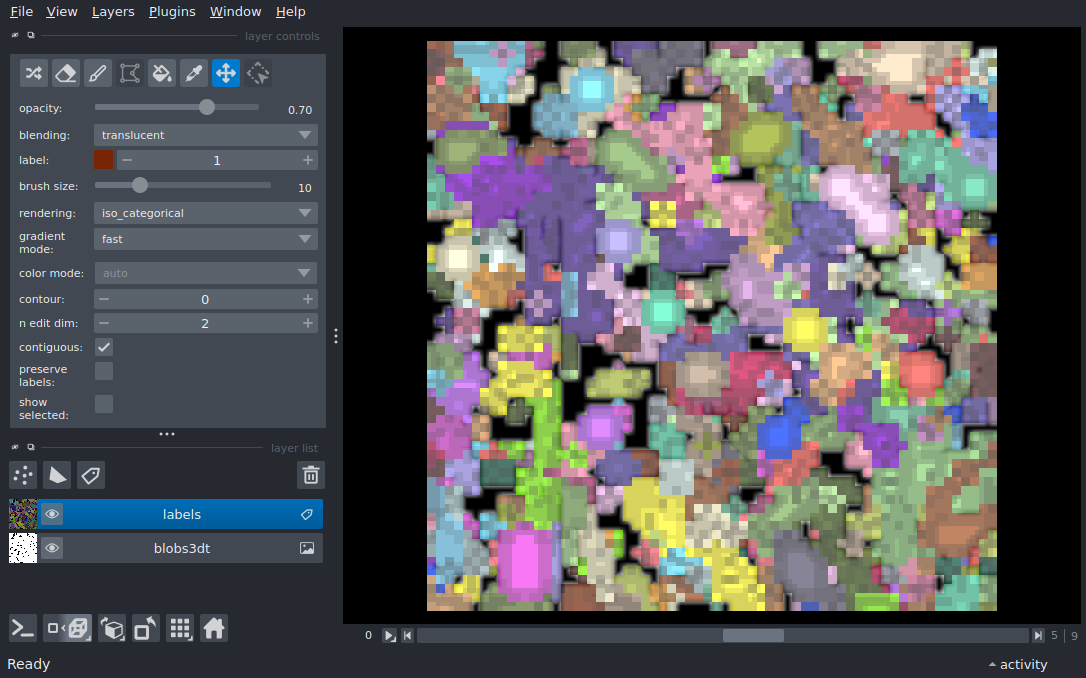 File View Layers Plugins Window Help
layer controls
opacity: 0.70
blending: translucent
label: 1
brush size: 10
rendering: iso_categorical
gradient
mode: fast
color mode: auto
contour: 0
n edit dim: 2
contiguous:
preserve
labels:
show
selected:
layer list
labels
blobs3dt
0 5 | 9
Ready activity